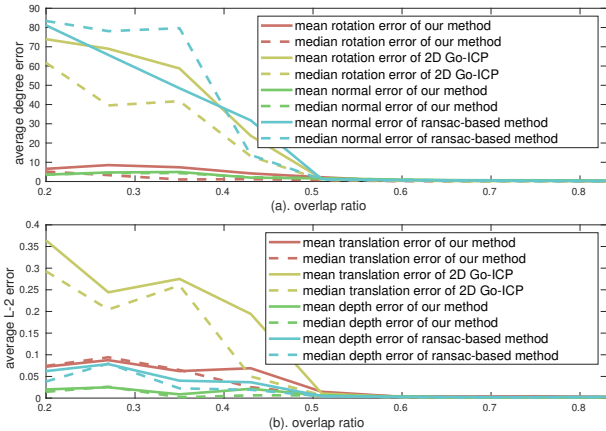 90
80
70
60
50
40
30
20
10
0
average degree error
mean rotation error of our method
median rotation error of our method
mean rotation error of 2D Go-ICP
median rotation error of 2D Go-ICP
mean normal error of our method
median normal error of our method
mean normal error of ransac-based method
median normal error of ransac-based method
0.2 0.3 0.4 0.5 0.6 0.7 0.8
(a). overlap ratio
0.4
0.35
0.3
0.25
0.2
0.15
0.1
0.05
0
average L-2 error
mean translation error of our method
median translation error of our method
mean translation error of 2D Go-ICP
median translation error of 2D Go-ICP
mean depth error of our method
median depth error of our method
mean depth error of ransac-based method
median depth error of ransac-based method
0.2 0.3 0.4 0.5 0.6 0.7 0.8
(b). overlap ratio